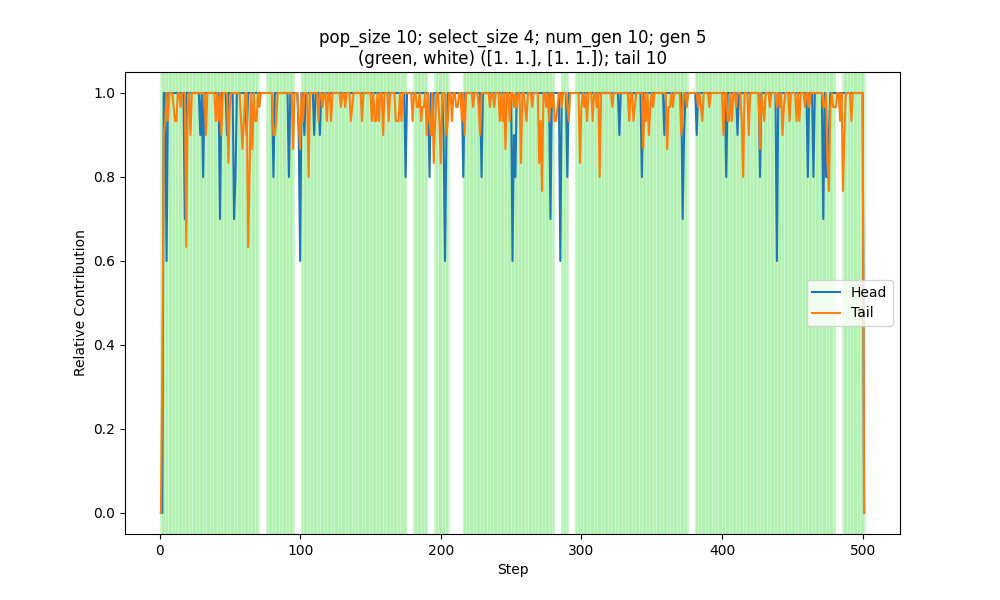 pop_size 10; select_size 4; num_gen 10; gen 5
(green, white) ([1. 1.], [1. 1.]); tail 10
1.0
0.8
0.6
0.4
0.2
0.0
Relative Contribution
Head
Tail
0
100
200
300
400
500
Step